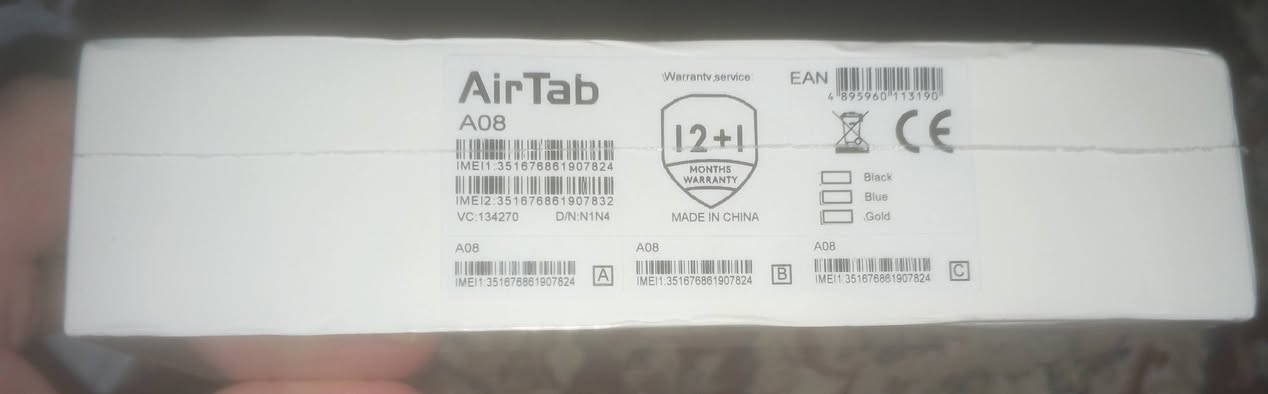 AirTab
A08
IMEI1:351676861907824
IMEI2:351676861907832
VC:134270 D/N:N1N4
Warranty service
12+1
MONTHS
WARRANTY
MADE IN CHINA
EAN
4 895960 113190
CE
Black
Blue
Gold
A08
IMEI1:351676861907824
A
A08
IMEI1:351676861907824
B
A08
IMEI1:351676861907824
C